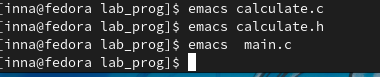 [inna@fedora lab_prog]$ emacs calculate.c
[inna@fedora lab_prog]$ emacs calculate.h
[inna@fedora lab_prog]$ emacs  main.c
[inna@fedora lab_prog]$